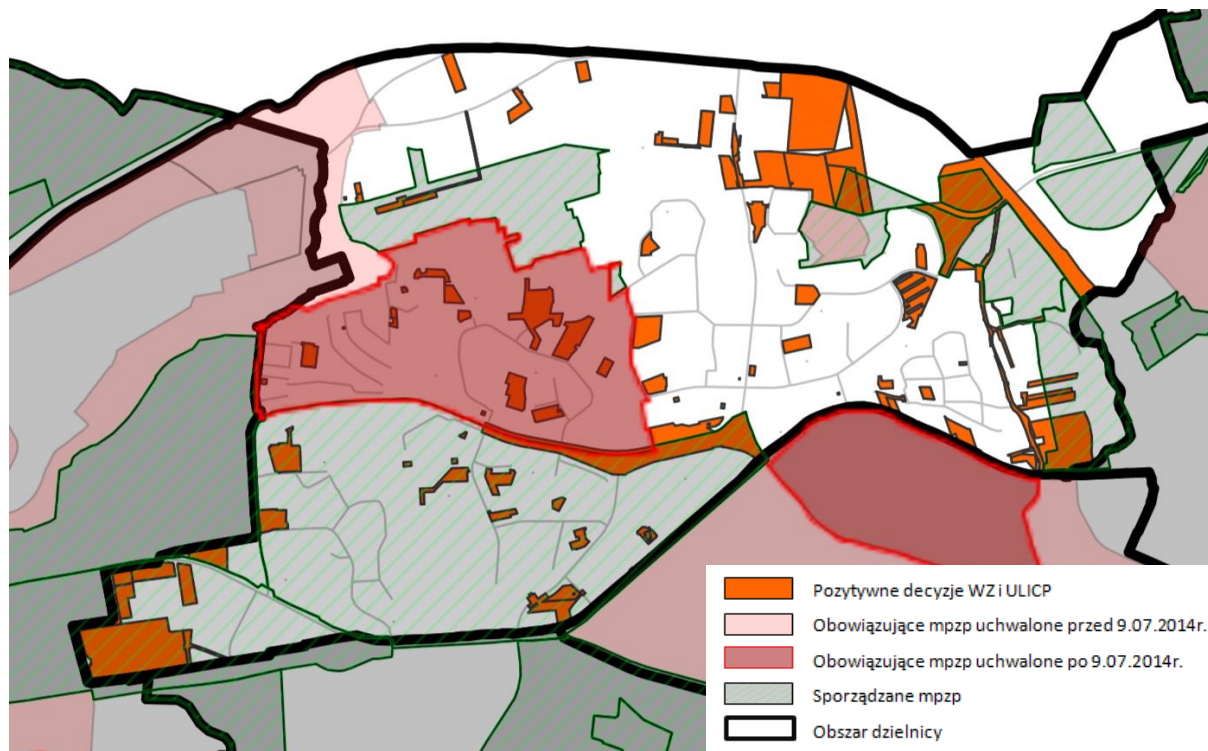 Pozytywne decyzje WZ i ULICP
Obowiązujące mpzp uchwalone przed 9.07.2014r.
Obowiązujące mpzp uchwalone po 9.07.2014r.
Sporządzane mpzp
Obszar dzielnicy